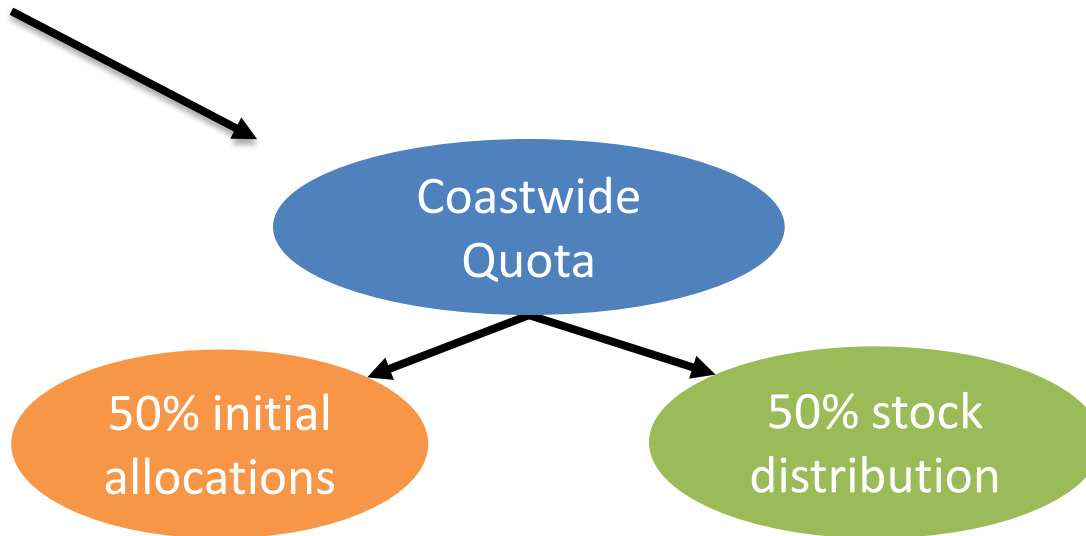 Coastwide
Quota
50% initial
allocations
50% stock
distribution